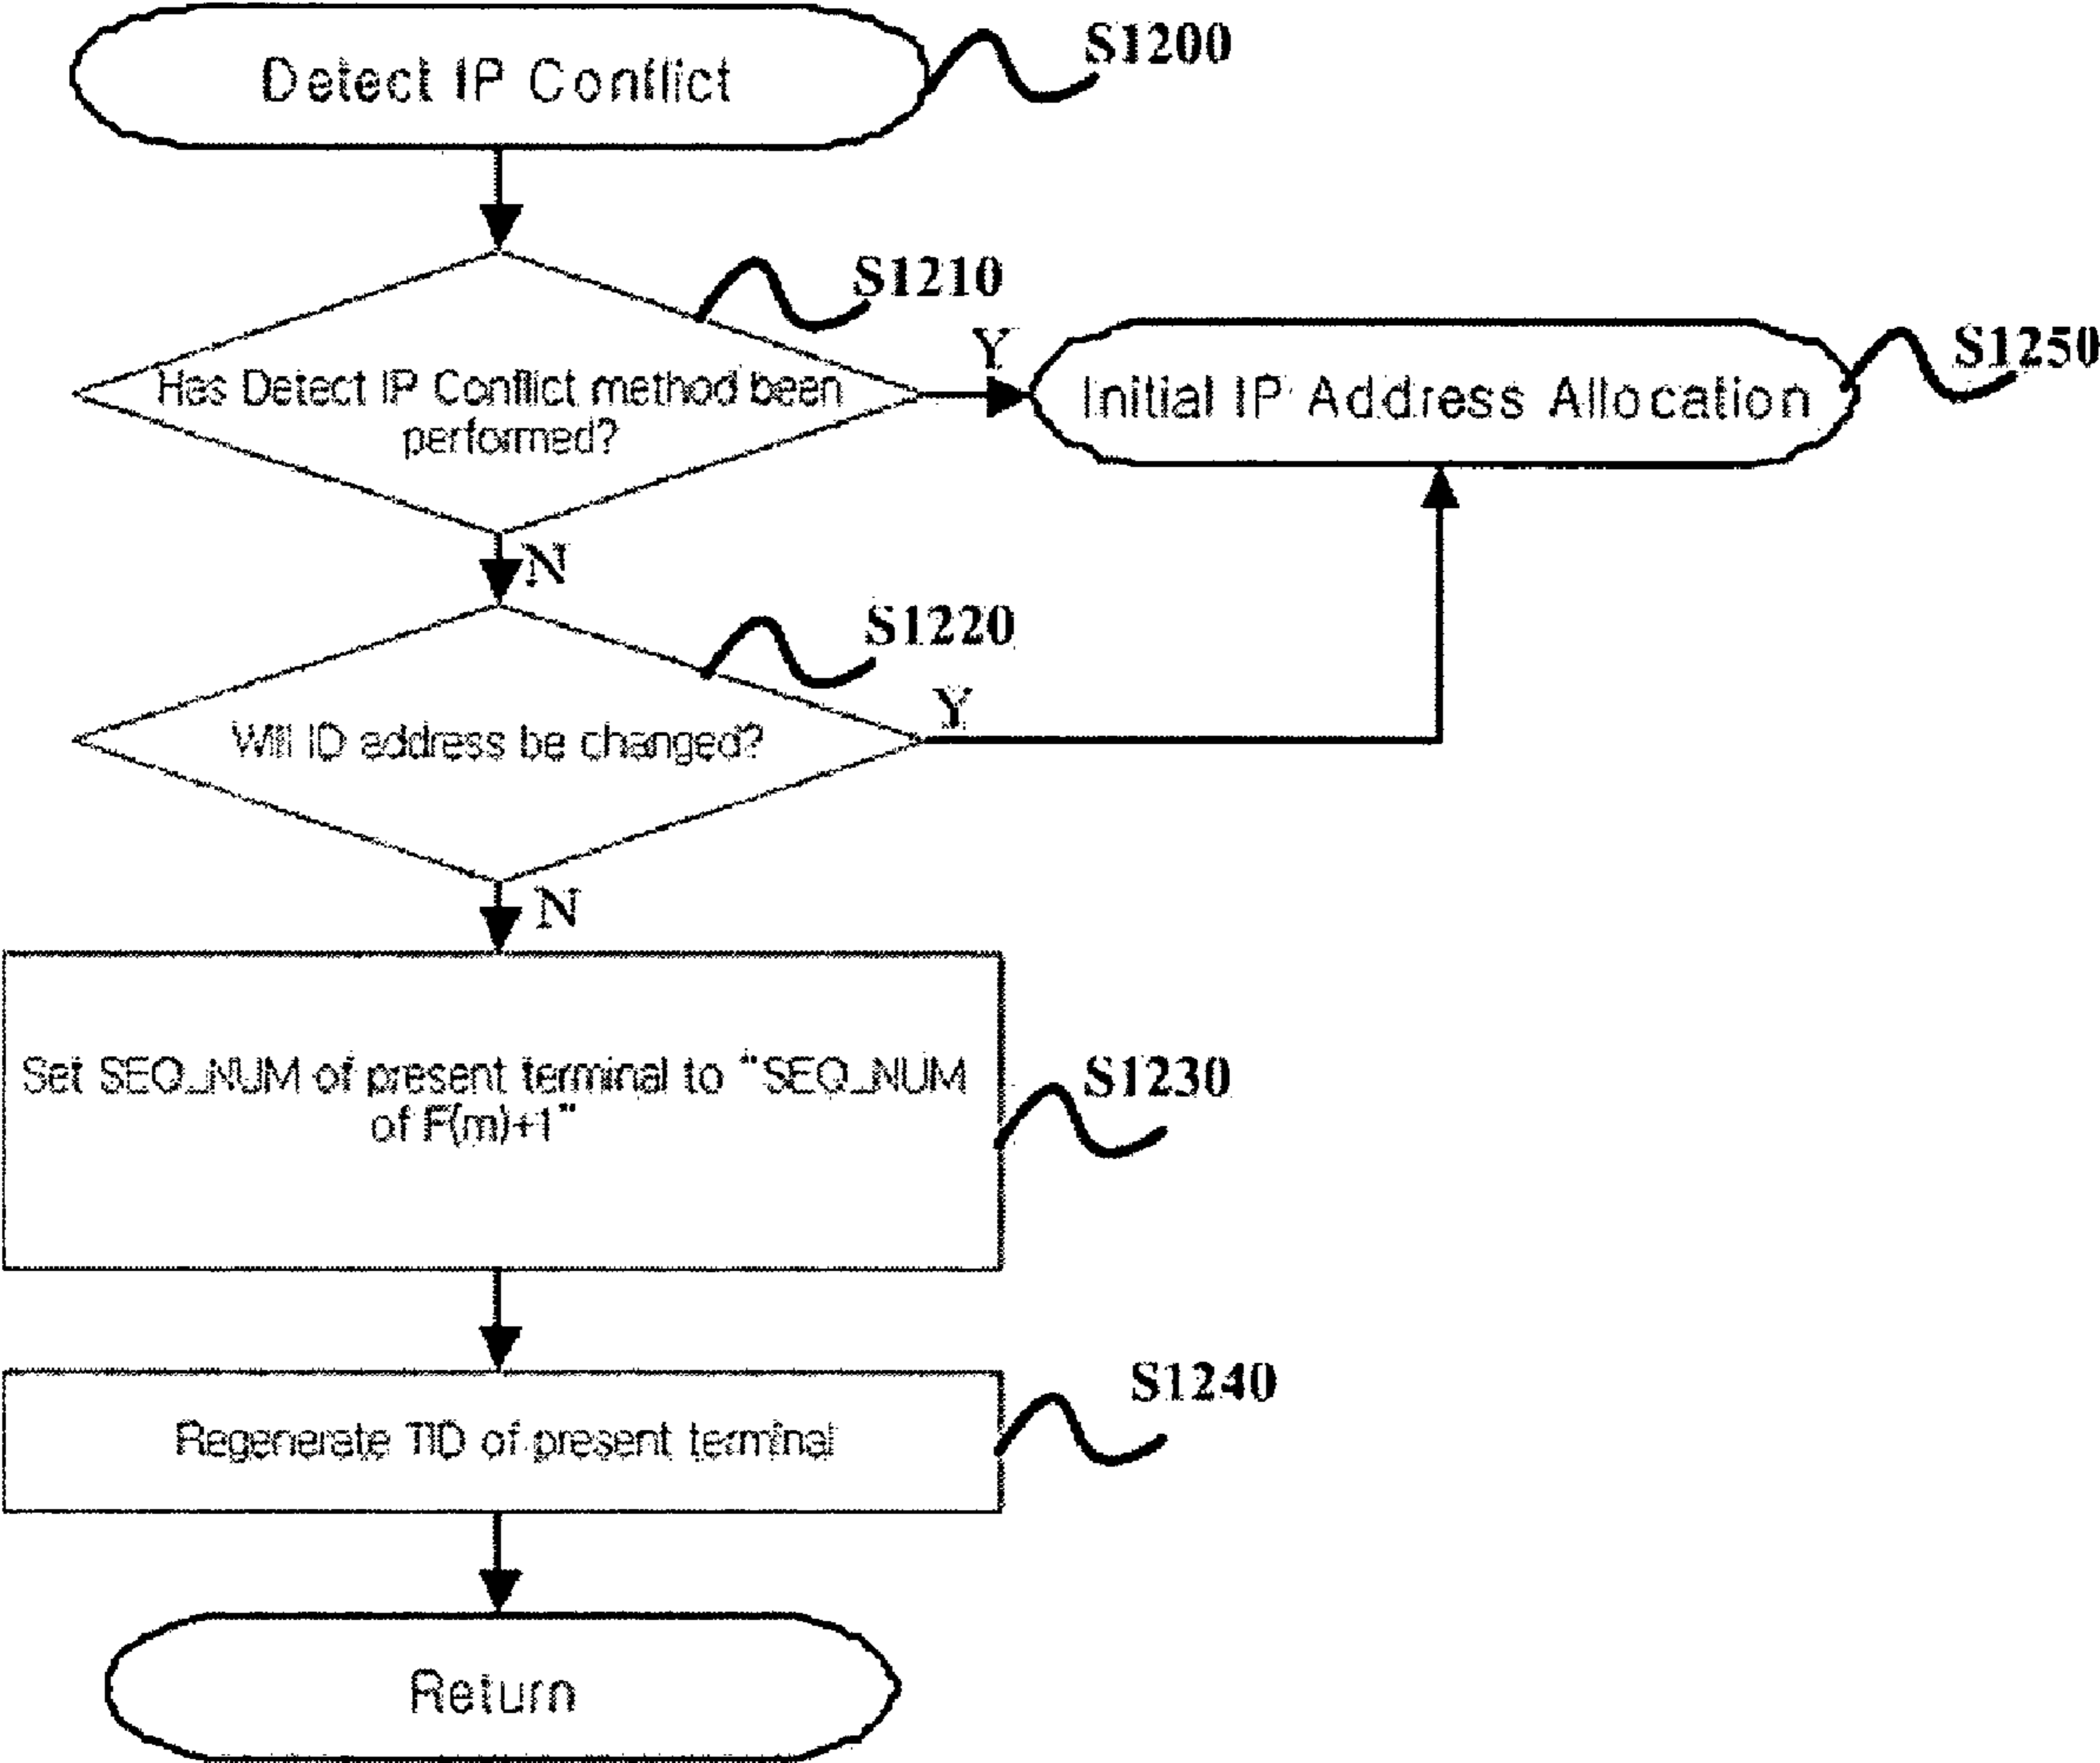 Detect IP Conflict
S1200
S1210
Has Detect IP Conflict method been
performed?
Y
Initial IP Address Allocation
S1250
N
S1220
Will ID address be changed?
Y
N
Set SEQ_NUM of present terminal to "SEQ_NUM
of F(m)+1"
S1230
Regenerate TID of present terminal
S1240
Return